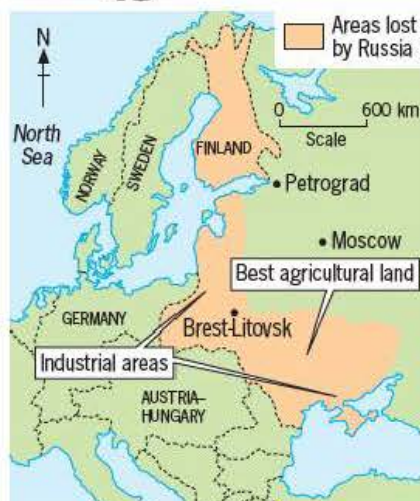 Areas lost
by Russia
N
0
600 km
Scale
North
Sea
NORWAY
SWEDEN
FINLAND
Petrograd
Moscow
Best agricultural land
GERMANY
Brest-Litovsk
Industrial areas
AUSTRIA-
HUNGARY